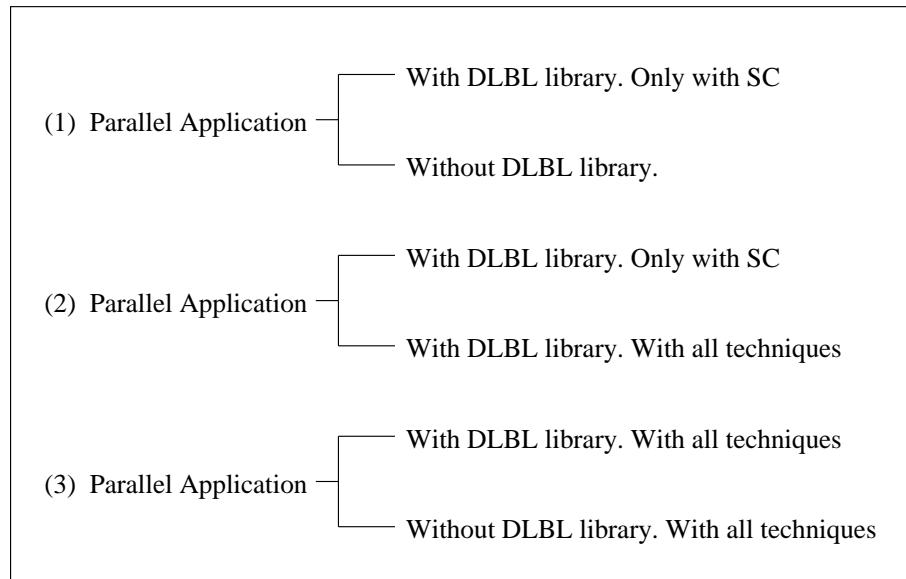 With DLBL library. Only with SC
(1) Parallel Application
Without DLBL library.
With DLBL library. Only with SC
(2) Parallel Application
With DLBL library. With all techniques
With DLBL library. With all techniques
(3) Parallel Application
Without DLBL library. With all techniques